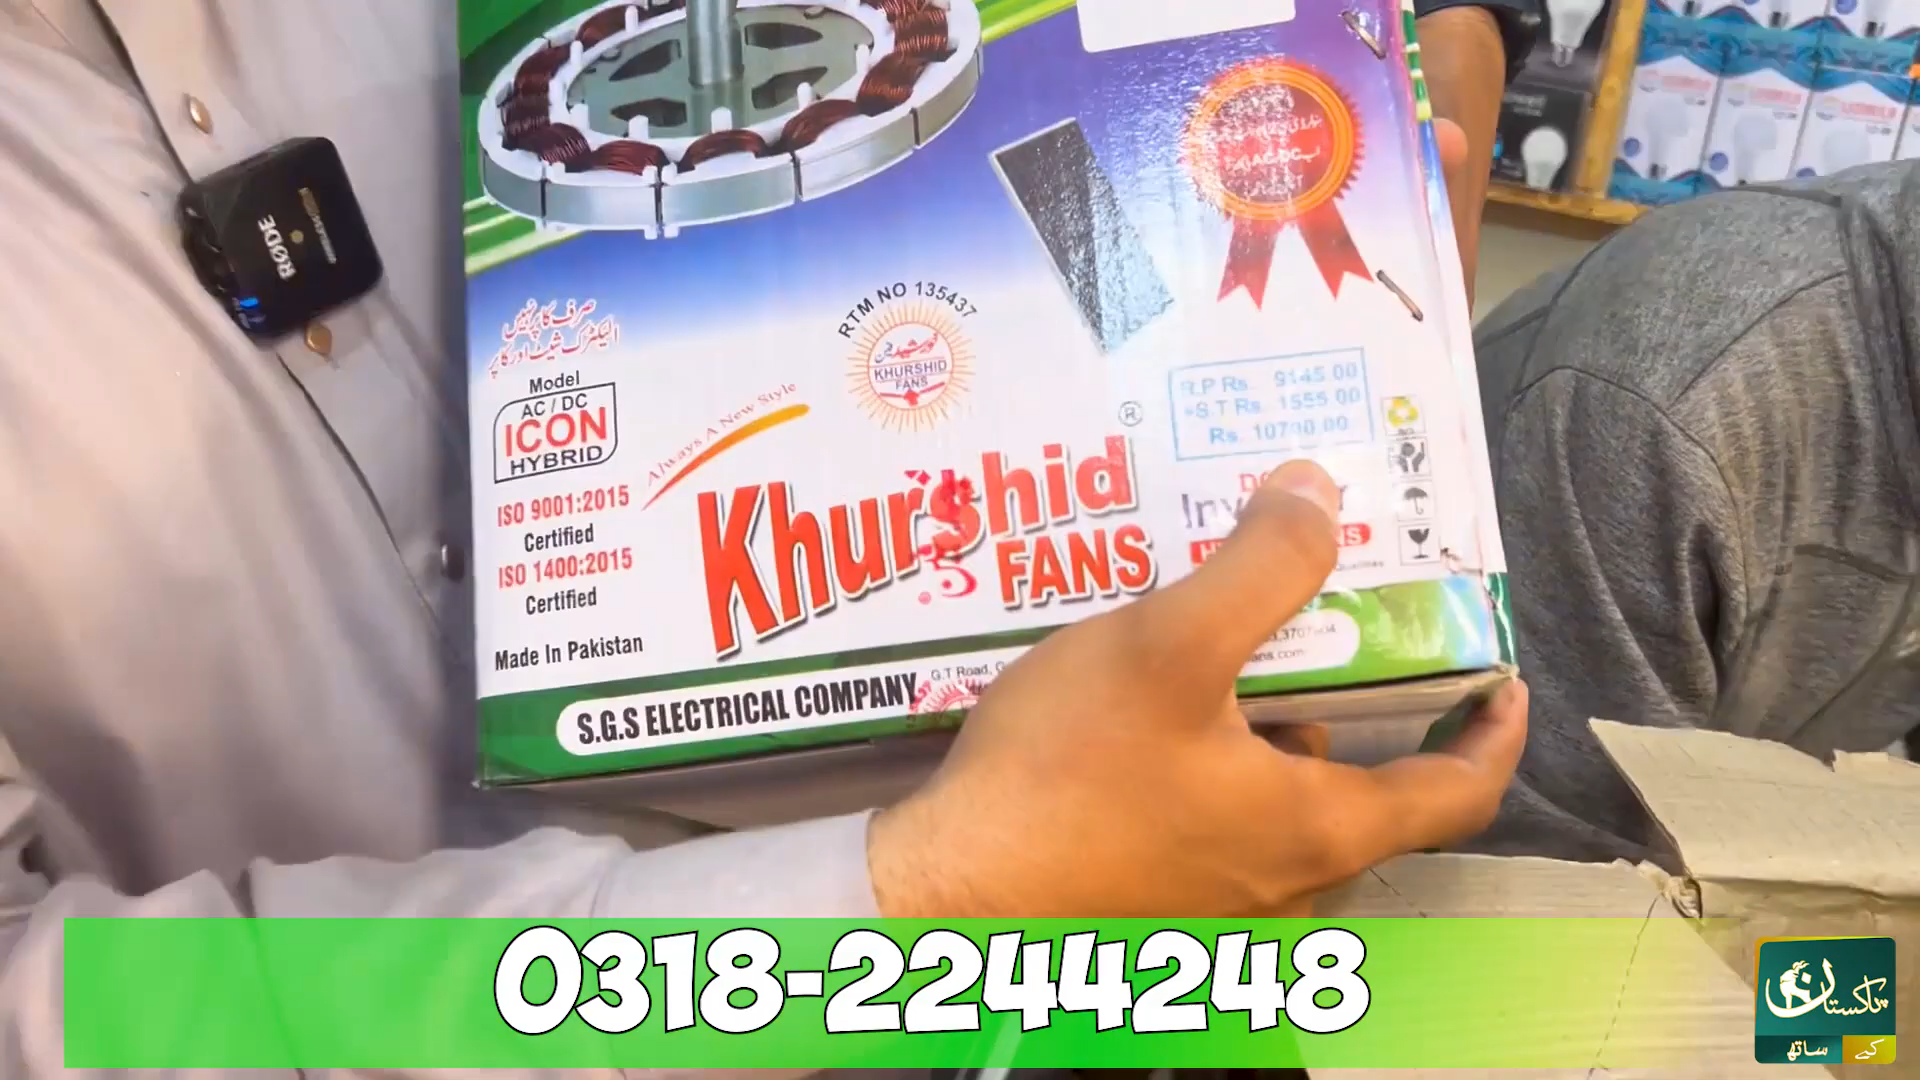 RØDE
صرف کاپر نہیں
الیکٹرک شیٹ اور کاپر
Model
AC / DC
ICON
HYBRID
ISO 9001:2015
Certified
ISO 1400:2015
Certified
Made In Pakistan
RTM NO 135437
خورشید فین
KHURSHID
FANS
Always A New Style
Khurshid
FANS
®
R.P Rs. 9145.00
+S.T Rs. 1555.00
Rs.
S.G.S ELECTRICAL COMPANY
G.T Road,
0318-2244248
پاکستان
کے ساتھ